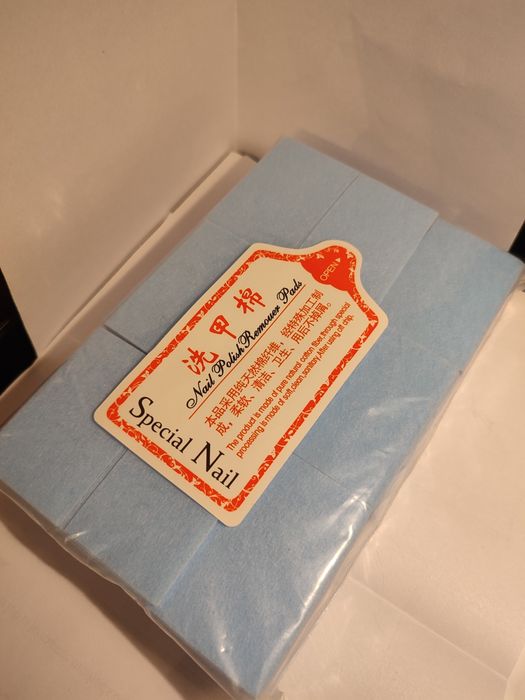 OPEN
洗甲棉
Nail Polish Remouer Pads
本品采用纯天然棉纤维，经特殊加工制
成，柔软、清洁、卫生、用后不掉屑。
The product is made of pure natural cotton fiber,through special
processing is made of soft,clean,sanitary.After using off chip.
Special Nail